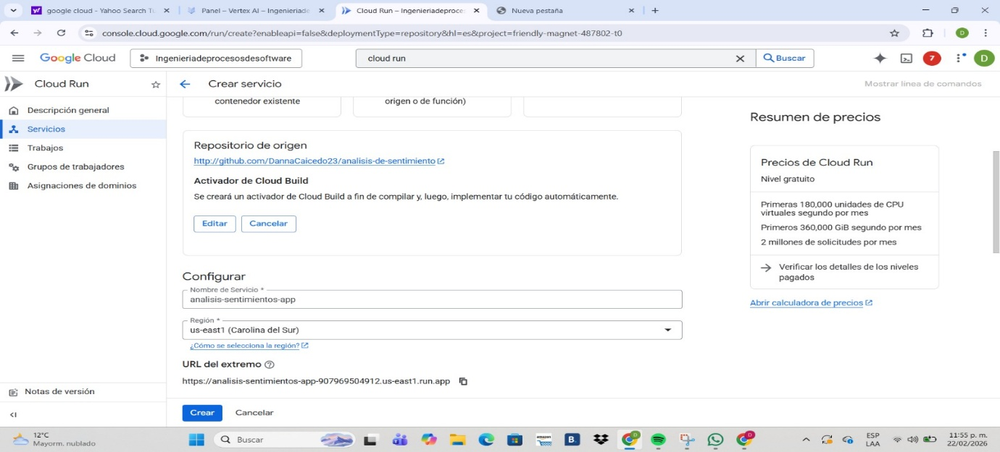 google cloud - Yahoo Search Tu
Panel – Vertex AI – Ingenieriade
Cloud Run – Ingenieriadeproces
Nueva pestaña
console.cloud.google.com/run/create?enableapi=false&deploymentType=repository&hl=es&project=friendly-magnet-487802-t0
D
Google Cloud
Ingenieriadeprocesosdesoftware
cloud run
Buscar
7
D
Cloud Run
Crear servicio
Mostrar línea de comandos
Descripción general
Servicios
Trabajos
Grupos de trabajadores
Asignaciones de dominios
Notas de versión
contenedor existente
origen o de función)
Repositorio de origen
http://github.com/DannaCaicedo23/analisis-de-sentimiento
Activador de Cloud Build
Se creará un activador de Cloud Build a fin de compilar y, luego, implementar tu código automáticamente.
Editar
Cancelar
Configurar
Nombre de Servicio *
analisis-sentimientos-app
Región *
us-east1 (Carolina del Sur)
¿Cómo se selecciona la región?
URL del extremo
https://analisis-sentimientos-app-907969504912.us-east1.run.app
Crear
Cancelar
Resumen de precios
Precios de Cloud Run
Nivel gratuito
Primeras 180,000 unidades de CPU
virtuales segundo por mes
Primeros 360,000 GiB segundo por mes
2 millones de solicitudes por mes
Verificar los detalles de los niveles
pagados
Abrir calculadora de precios
12°C
Mayorm. nublado
Buscar
amazon
B.
ESP
LAA
11:55 p. m.
22/02/2026